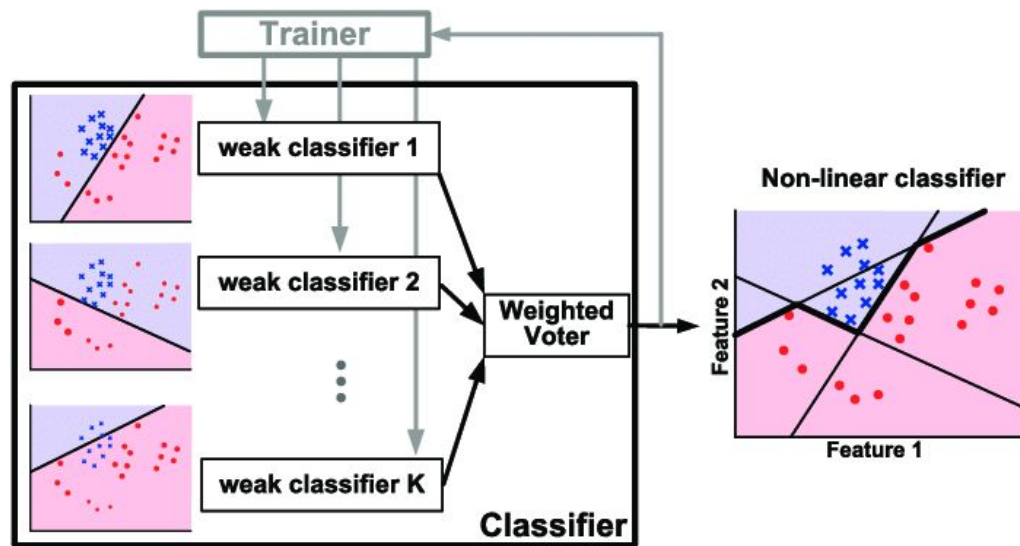 Trainer
weak classifier 1
weak classifier 2
weak classifier K
Weighted
Voter
Classifier
Non-linear classifier
Feature 2
Feature 1